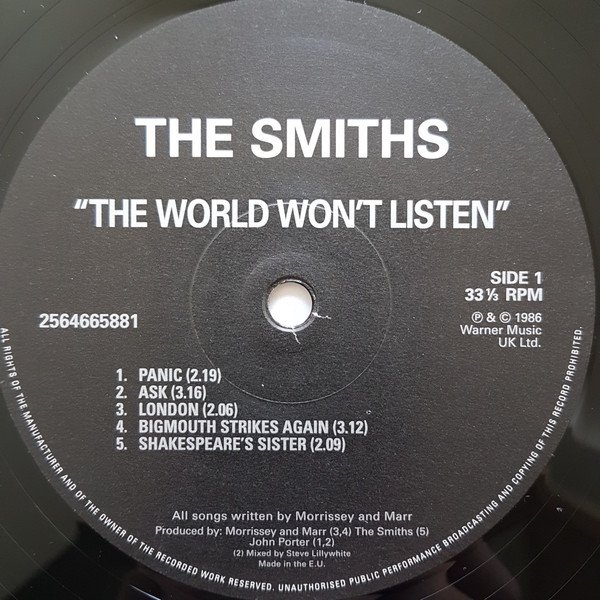 THE SMITHS
"THE WORLD WON'T LISTEN"
SIDE 1
33⅓ RPM
2564665881
℗ & © 1986
Warner Music
UK Ltd.
1. PANIC (2.19)
2. ASK (3.16)
3. LONDON (2.06)
4. BIGMOUTH STRIKES AGAIN (3.12)
5. SHAKESPEARE'S SISTER (2.09)
All songs written by Morrissey and Marr
Produced by: Morrissey and Marr (3,4) The Smiths (5)
John Porter (1,2)
(2) Mixed by Steve Lillywhite
Made in the E.U.
ALL RIGHTS OF THE MANUFACTURER AND OF THE OWNER OF THE RECORDED WORK RESERVED. UNAUTHORISED PUBLIC PERFORMANCE BROADCASTING AND COPYING OF THIS RECORD PROHIBITED.